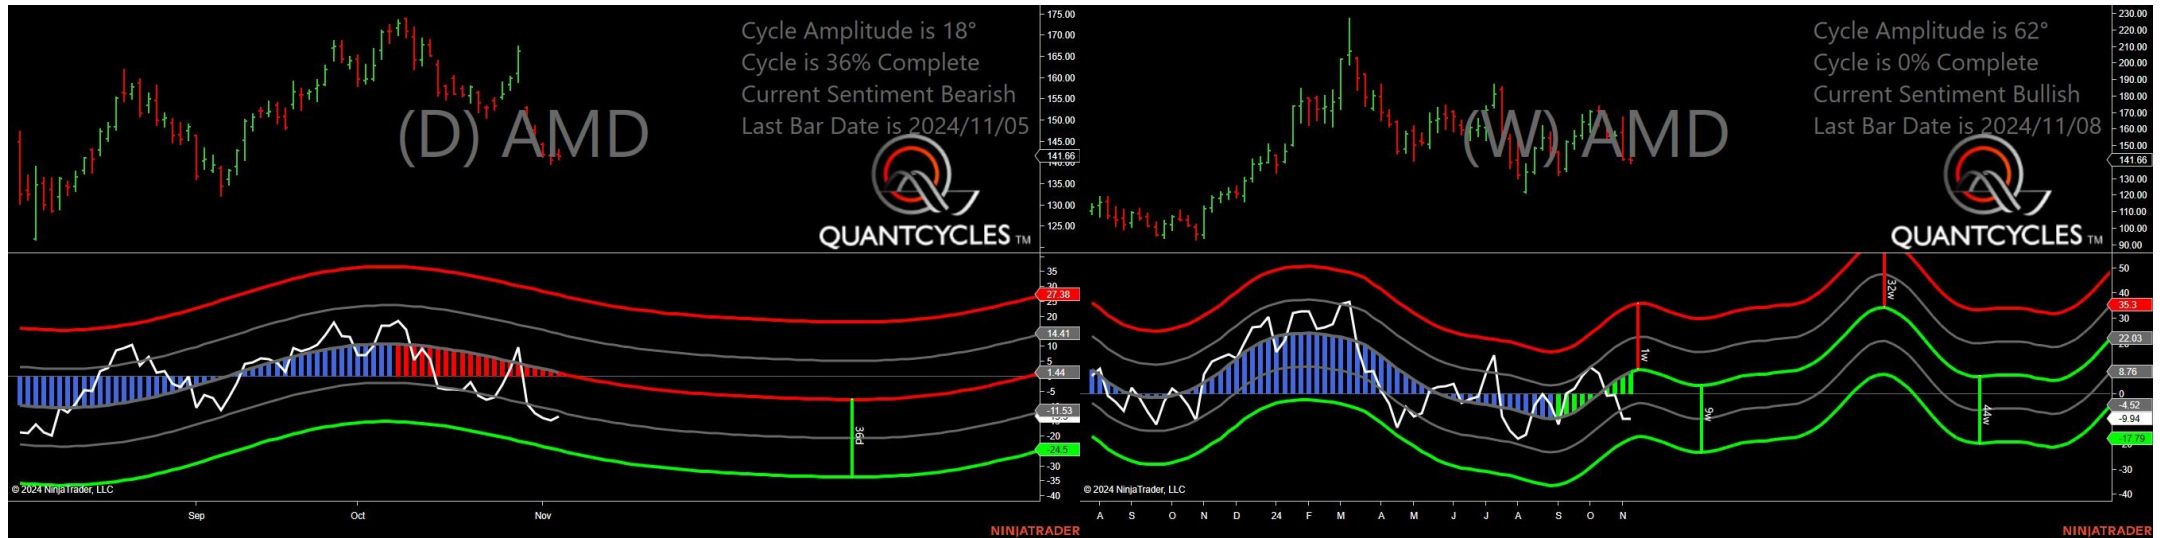 Cycle Amplitude is 18°
Cycle is 36% Complete
Current Sentiment Bearish
Last Bar Date is 2024/11/05
(D) AMD
QUANTCYCLES TM
175.00
170.00
165.00
160.00
155.00
150.00
145.00
141.66
140.00
135.00
130.00
125.00
35
27.38
25
20
14.41
10
5
1.44
-5
-11.53
-20
-24.5
-30
-35
-40
36d
© 2024 NinjaTrader, LLC
Sep Oct Nov
NINJATRADER
Cycle Amplitude is 62°
Cycle is 0% Complete
Current Sentiment Bullish
Last Bar Date is 2024/11/08
(W) AMD
QUANTCYCLES TM
230.00
220.00
210.00
200.00
190.00
180.00
170.00
160.00
150.00
141.66
130.00
120.00
110.00
100.00
90.00
50
40
35.3
30
22.03
8.76
0
-4.52
-9.94
-17.79
-30
-40
1w
9w
32w
44w
© 2024 NinjaTrader, LLC
A S O N D 24 F M A M J J A S O N
NINJATRADER